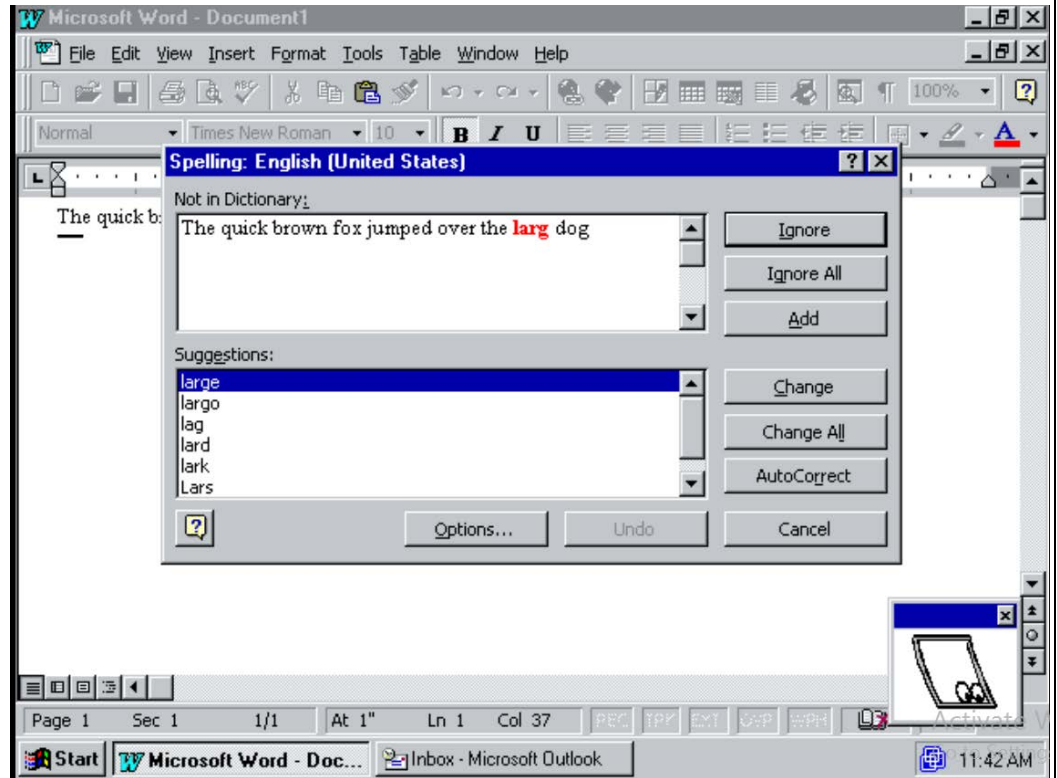 Microsoft Word - Document1
File Edit View Insert Format Tools Table Window Help
ABC
100%
Normal Times New Roman 10 B I U A
Spelling: English (United States)
Not in Dictionary:
The quick b
The quick brown fox jumped over the larg dog
Ignore
Ignore All
Add
Suggestions:
large
largo
lag
lard
lark
Lars
Change
Change All
AutoCorrect
Options... Undo Cancel
Page 1 Sec 1 1/1 At 1" Ln 1 Col 37 REC TRK EXT OVR WPH
Activate
Start Microsoft Word - Doc... Inbox - Microsoft Outlook 11:42 AM